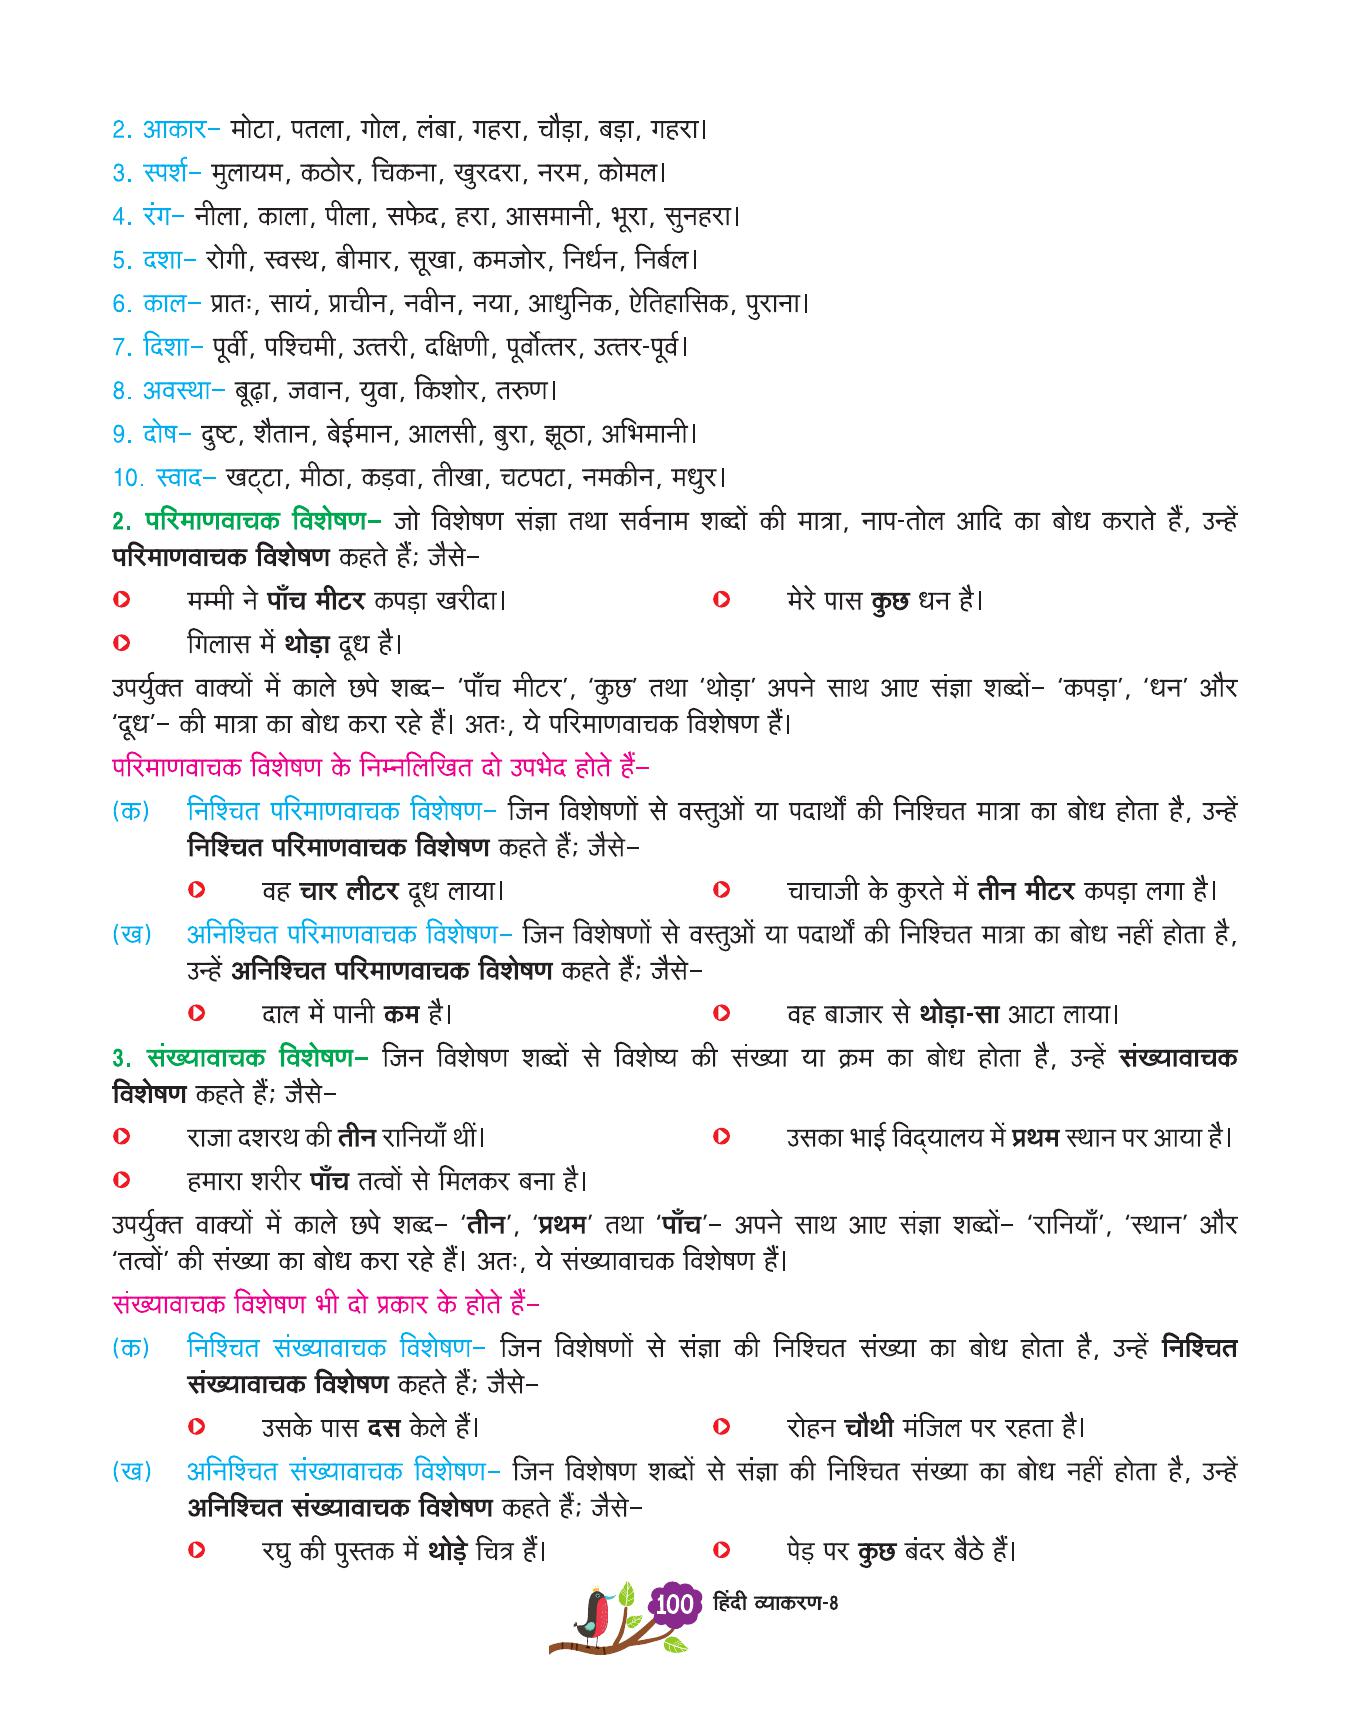 2. आकार– मोटा, पतला, गोल, लंबा, गहरा, चौड़ा, बड़ा, गहरा।
3. स्पर्श– मुलायम, कठोर, चिकना, खुरदरा, नरम, कोमल।
4. रंग– नीला, काला, पीला, सफेद, हरा, आसमानी, भूरा, सुनहरा।
5. दशा– रोगी, स्वस्थ, बीमार, सूखा, कमजोर, निर्धन, निर्बल।
6. काल– प्रातः, सायं, प्राचीन, नवीन, नया, आधुनिक, ऐतिहासिक, पुराना।
7. दिशा– पूर्वी, पश्चिमी, उत्तरी, दक्षिणी, पूर्वोत्तर, उत्तर-पूर्व।
8. अवस्था– बूढ़ा, जवान, युवा, किशोर, तरुण।
9. दोष– दुष्ट, शैतान, बेईमान, आलसी, बुरा, झूठा, अभिमानी।
10. स्वाद– खट्‌टा, मीठा, कड़वा, तीखा, चटपटा, नमकीन, मधुर।
2. परिमाणवाचक विशेषण– जो विशेषण संज्ञा तथा सर्वनाम शब्दों की मात्रा, नाप-तोल आदि का बोध कराते हैं, उन्हें
परिमाणवाचक विशेषण कहते हैं; जैसे–
मम्मी ने पाँच मीटर कपड़ा खरीदा। मेरे पास कुछ धन है।
गिलास में थोड़ा दूध है।
उपर्युक्त वाक्यों में काले छपे शब्द– ‘पाँच मीटर’, ‘कुछ’ तथा ‘थोड़ा’ अपने साथ आए संज्ञा शब्दों– ‘कपड़ा’, ‘धन’ और
‘दूध’– की मात्रा का बोध करा रहे हैं। अतः, ये परिमाणवाचक विशेषण हैं।
परिमाणवाचक विशेषण के निम्नलिखित दो उपभेद होते हैं–
(क) निश्चित परिमाणवाचक विशेषण– जिन विशेषणों से वस्तुओं या पदार्थों की निश्चित मात्रा का बोध होता है, उन्हें
निश्चित परिमाणवाचक विशेषण कहते हैं; जैसे–
वह चार लीटर दूध लाया। चाचाजी के कुरते में तीन मीटर कपड़ा लगा है।
(ख) अनिश्चित परिमाणवाचक विशेषण– जिन विशेषणों से वस्तुओं या पदार्थों की निश्चित मात्रा का बोध नहीं होता है,
उन्हें अनिश्चित परिमाणवाचक विशेषण कहते हैं; जैसे–
दाल में पानी कम है। वह बाजार से थोड़ा-सा आटा लाया।
3. संख्यावाचक विशेषण– जिन विशेषण शब्दों से विशेष्य की संख्या या क्रम का बोध होता है, उन्हें संख्यावाचक
विशेषण कहते हैं; जैसे–
राजा दशरथ की तीन रानियाँ थीं। उसका भाई विद्‌यालय में प्रथम स्थान पर आया है।
हमारा शरीर पाँच तत्वों से मिलकर बना है।
उपर्युक्त वाक्यों में काले छपे शब्द– ‘तीन’, ‘प्रथम’ तथा ‘पाँच’– अपने साथ आए संज्ञा शब्दों– ‘रानियाँ’, ‘स्थान’ और
‘तत्वों’ की संख्या का बोध करा रहे हैं। अतः, ये संख्यावाचक विशेषण हैं।
संख्यावाचक विशेषण भी दो प्रकार के होते हैं–
(क) निश्चित संख्यावाचक विशेषण– जिन विशेषणों से संज्ञा की निश्चित संख्या का बोध होता है, उन्हें निश्चित
संख्यावाचक विशेषण कहते हैं; जैसे–
उसके पास दस केले हैं। रोहन चौथी मंजिल पर रहता है।
(ख) अनिश्चित संख्यावाचक विशेषण– जिन विशेषण शब्दों से संज्ञा की निश्चित संख्या का बोध नहीं होता है, उन्हें
अनिश्चित संख्यावाचक विशेषण कहते हैं; जैसे–
रघु की पुस्तक में थोड़े चित्र हैं। पेड़ पर कुछ बंदर बैठे हैं।
100 हिंदी व्याकरण-8